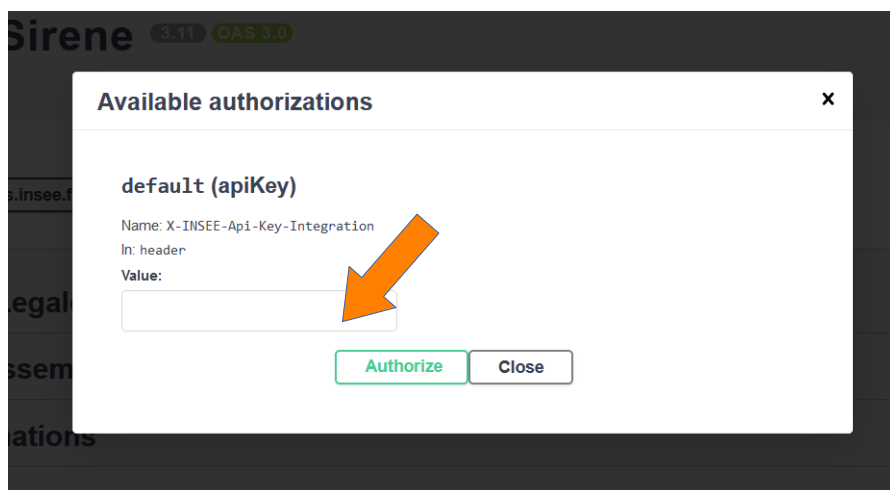 Sirene 3.11 OAS 3.0
Available authorizations x
default (apiKey)
s.insee.f
Name: X-INSEE-Api-Key-Integration
In: header
Value:
Authorize Close